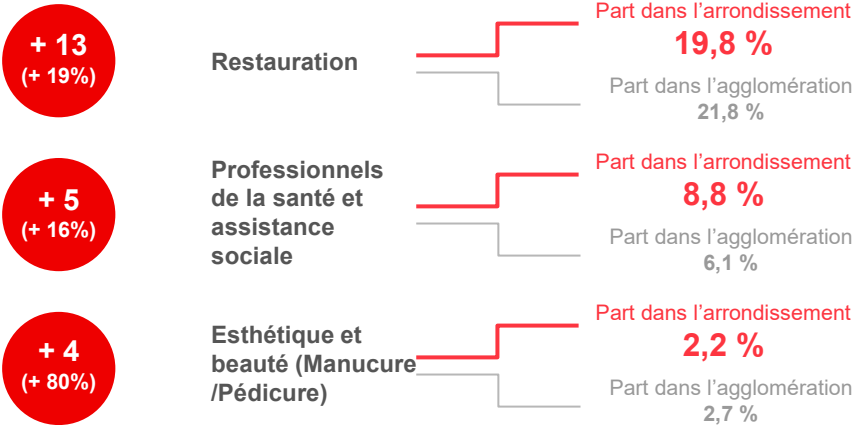 + 13
(+ 19%)
Restauration
Part dans l'arrondissement
19,8 %
Part dans l'agglomération
21,8 %
+ 5
(+ 16%)
Professionnels
de la santé et
assistance
sociale
Part dans l'arrondissement
8,8 %
Part dans l'agglomération
6,1 %
+ 4
(+ 80%)
Esthétique et
beauté (Manucure
/Pédicure)
Part dans l'arrondissement
2,2 %
Part dans l'agglomération
2,7 %